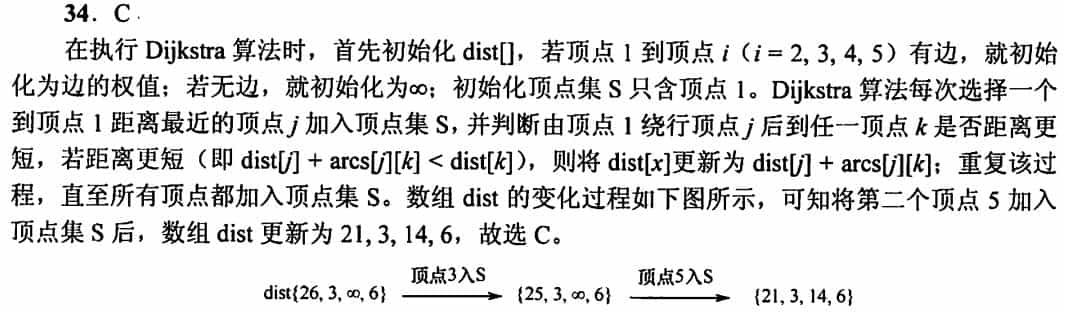 34. C
在执行 Dijkstra 算法时，首先初始化 dist[]，若顶点 1 到顶点 i（i = 2, 3, 4, 5）有边，就初始
化为边的权值；若无边，就初始化为∞；初始化顶点集 S 只含顶点 1。Dijkstra 算法每次选择一个
到顶点 1 距离最近的顶点 j 加入顶点集 S，并判断由顶点 1 绕行顶点 j 后到任一顶点 k 是否距离更
短，若距离更短（即 dist[j] + arcs[j][k] < dist[k]），则将 dist[x]更新为 dist[j] + arcs[j][k]；重复该过
程，直至所有顶点都加入顶点集 S。数组 dist 的变化过程如下图所示，可知将第二个顶点 5 加入
顶点集 S 后，数组 dist 更新为 21, 3, 14, 6，故选 C。
dist{26, 3, ∞, 6} 顶点3入S {25, 3, ∞, 6} 顶点5入S {21, 3, 14, 6}